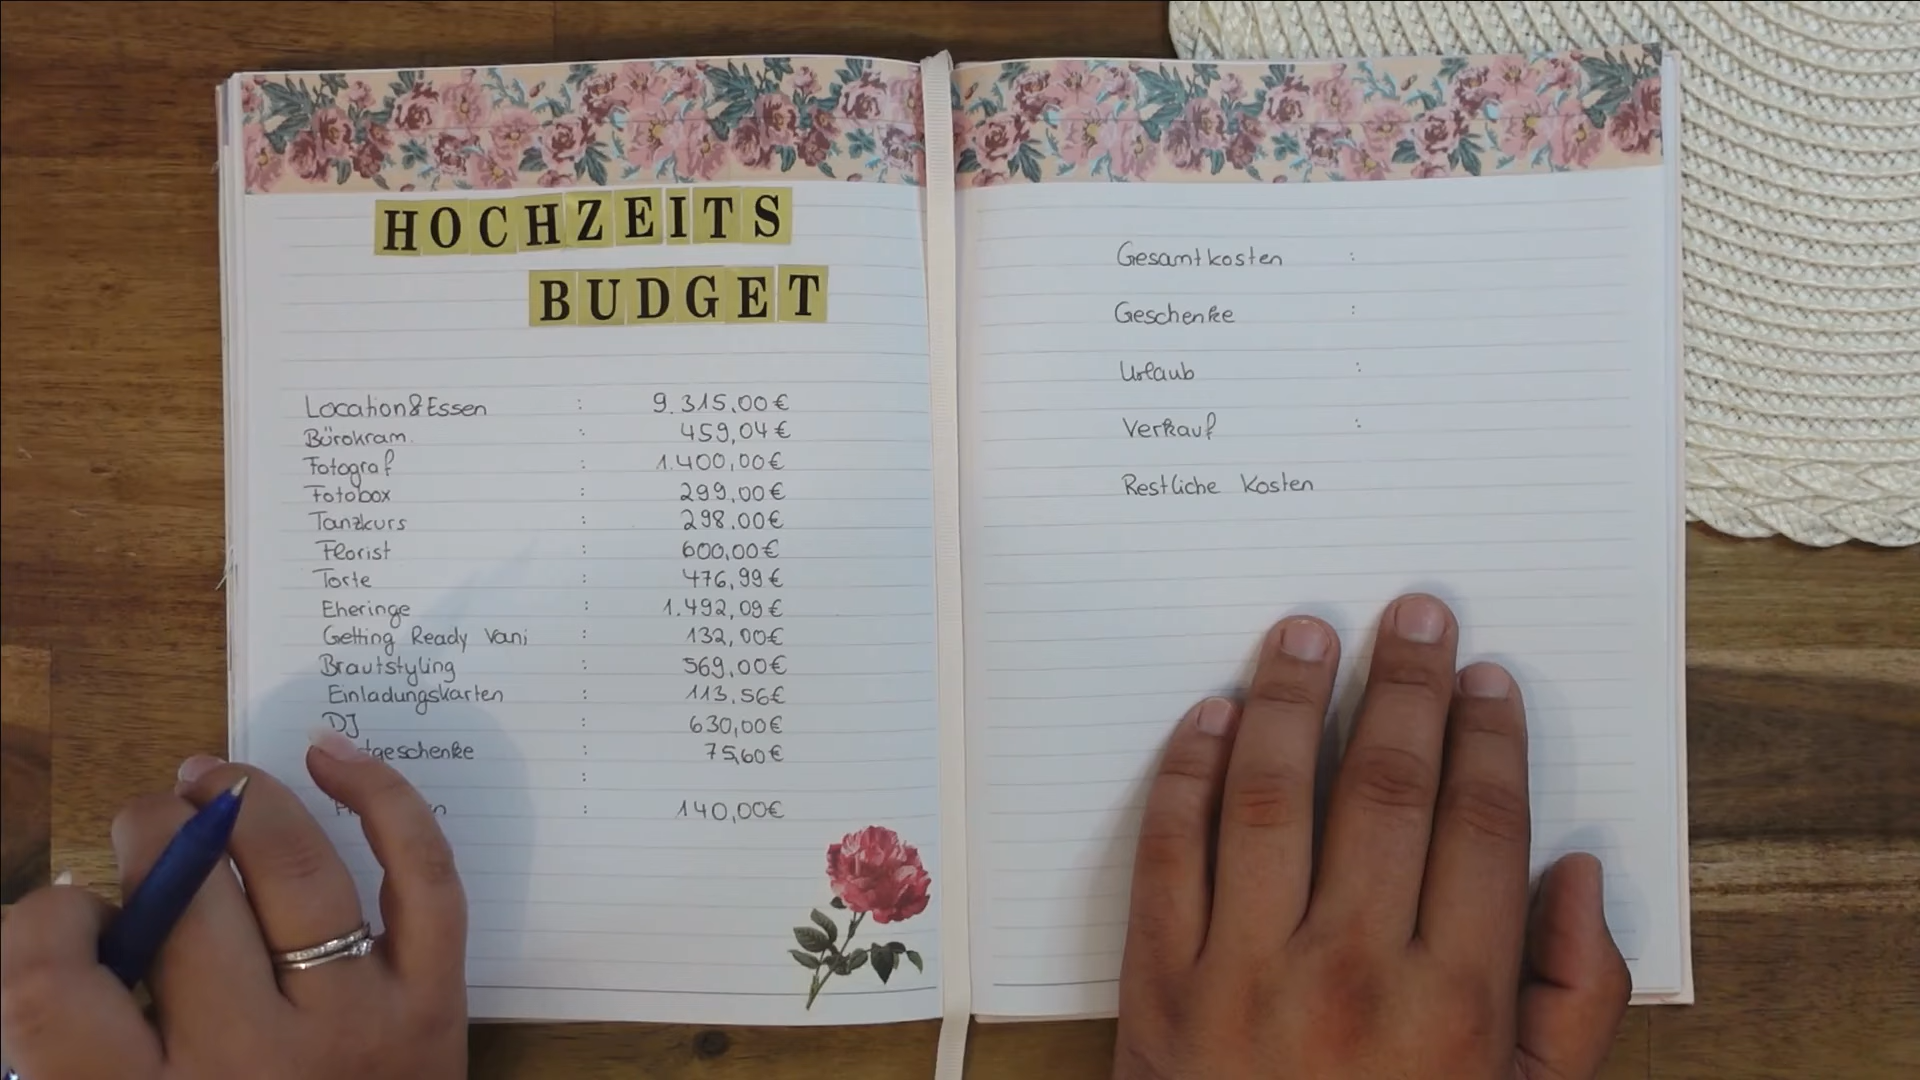 HOCHZEITS
BUDGET
Location&Essen : 9.315,00€
Bürokram : 459,04€
Fotograf : 1.400,00€
Fotobox : 299,00€
Tanzkurs : 298,00€
Florist : 600,00€
Torte : 476,99€
Eheringe : 1.492,09€
Getting Ready Vani : 132,00€
Brautstyling : 569,00€
Einladungskarten : 113,56€
DJ : 630,00€
: 75,60€
:
: 140,00€
Gesamtkosten :
Geschenke :
Urlaub :
Verkauf :
Restliche Kosten